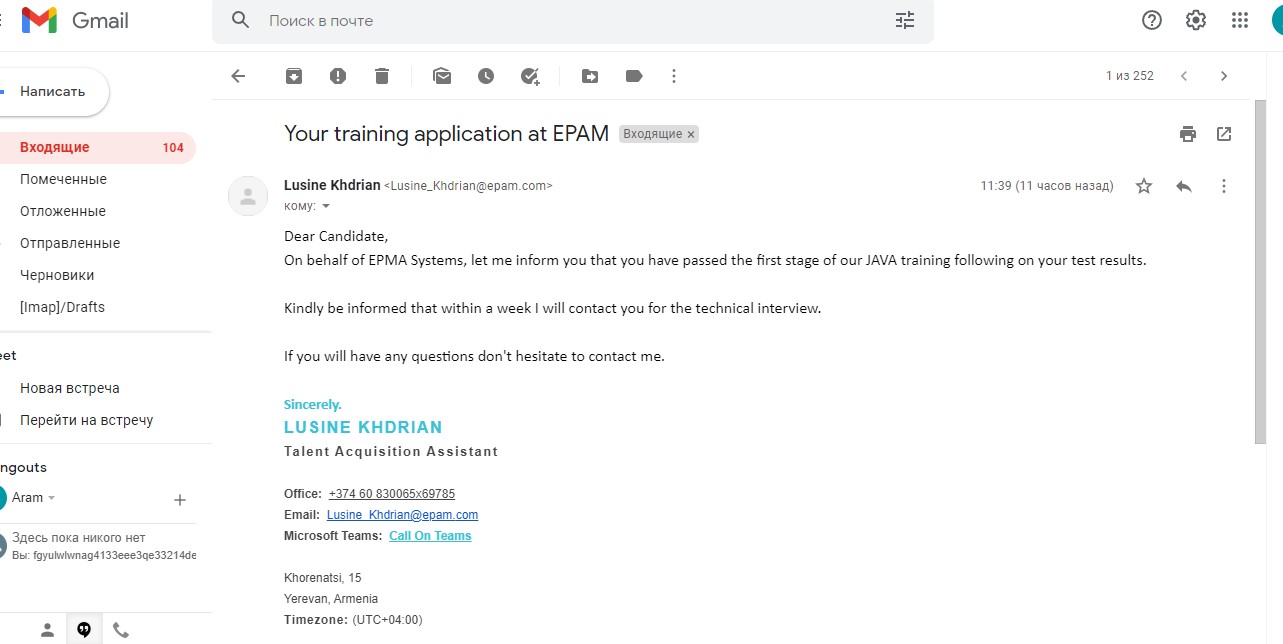 Gmail
Поиск в почте
Написать
1 из 252
Входящие 104
Помеченные
Отложенные
Отправленные
Черновики
[Imap]/Drafts
Новая встреча
Перейти на встречу
Aram
Здесь пока никого нет
Вы: fgyulwlwnag4133eee3qe33214de
Your training application at EPAM Входящие ×
Lusine Khdrian <Lusine_Khdrian@epam.com> 11:39 (11 часов назад)
кому:
Dear Candidate,
On behalf of EPMA Systems, let me inform you that you have passed the first stage of our JAVA training following on your test results.
Kindly be informed that within a week I will contact you for the technical interview.
If you will have any questions don't hesitate to contact me.
Sincerely.
LUSINE KHDRIAN
Talent Acquisition Assistant
Office: +374 60 830065x69785
Email: Lusine_Khdrian@epam.com
Microsoft Teams: Call On Teams
Khorenatsi, 15
Yerevan, Armenia
Timezone: (UTC+04:00)